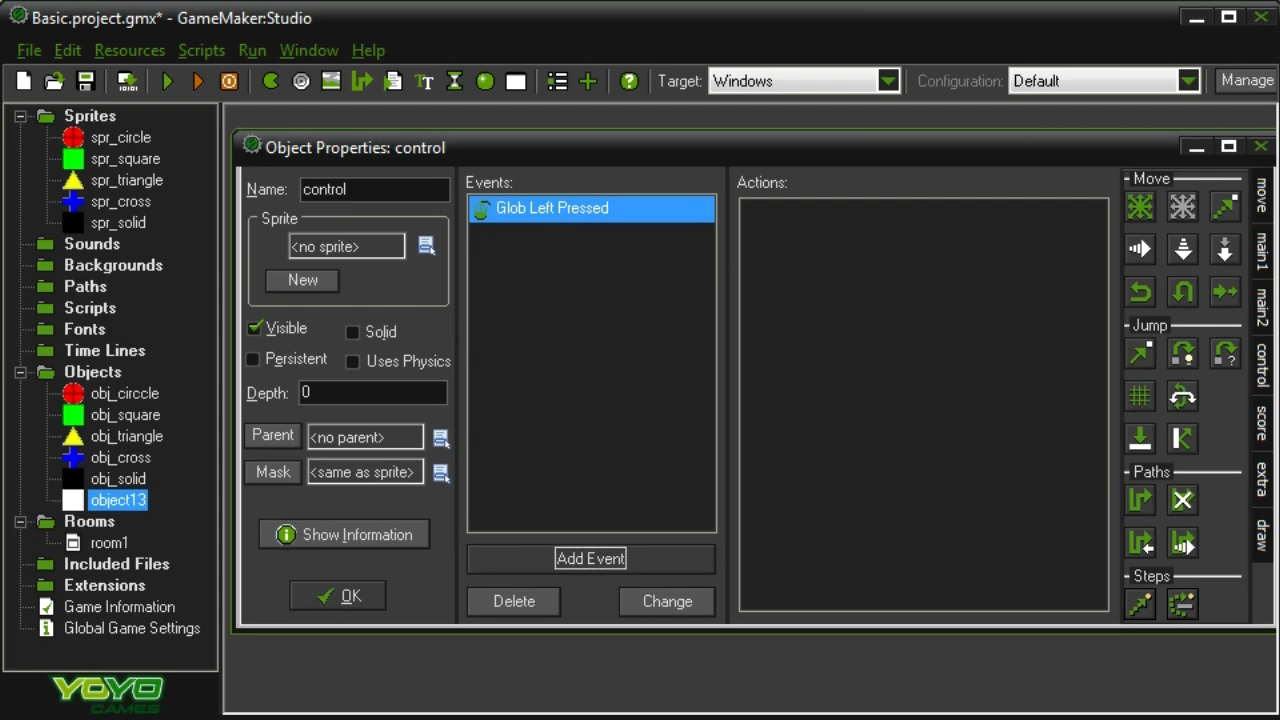 Basic.project.gmx* - GameMaker:Studio
File Edit Resources Scripts Run Window Help
Target: Windows Configuration: Default Manage
Sprites
spr_circle
spr_square
spr_triangle
spr_cross
spr_solid
Sounds
Backgrounds
Paths
Scripts
Fonts
Time Lines
Objects
obj_circcle
obj_square
obj_triangle
obj_cross
obj_solid
object13
Rooms
room1
Included Files
Extensions
Game Information
Global Game Settings
YOYO
GAMES
Object Properties: control
Name: control
Sprite
<no sprite>
New
Visible Solid
Persistent Uses Physics
Depth: 0
Parent <no parent>
Mask <same as sprite>
Show Information
OK
Events:
Glob Left Pressed
Add Event
Delete Change
Actions:
Move
Jump
Paths
Steps
move
main1
main2
control
score
extra
draw